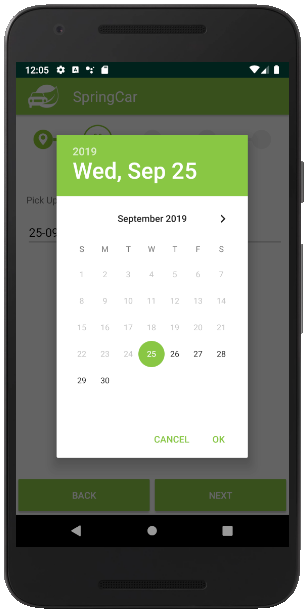 12:05
SpringCar
2019
Wed, Sep 25
Pick Up
25-09
September 2019
S M T W T F S
1 2 3 4 5 6 7
8 9 10 11 12 13 14
15 16 17 18 19 20 21
22 23 24 25 26 27 28
29 30
CANCEL OK
BACK NEXT